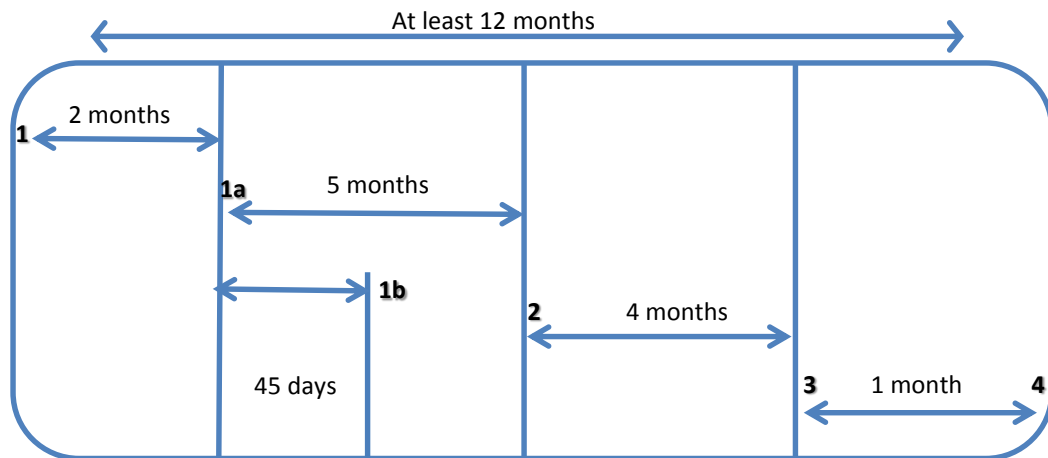 At least 12 months
2 months
1
1a
5 months
1b
2
4 months
45 days
3
1 month
4